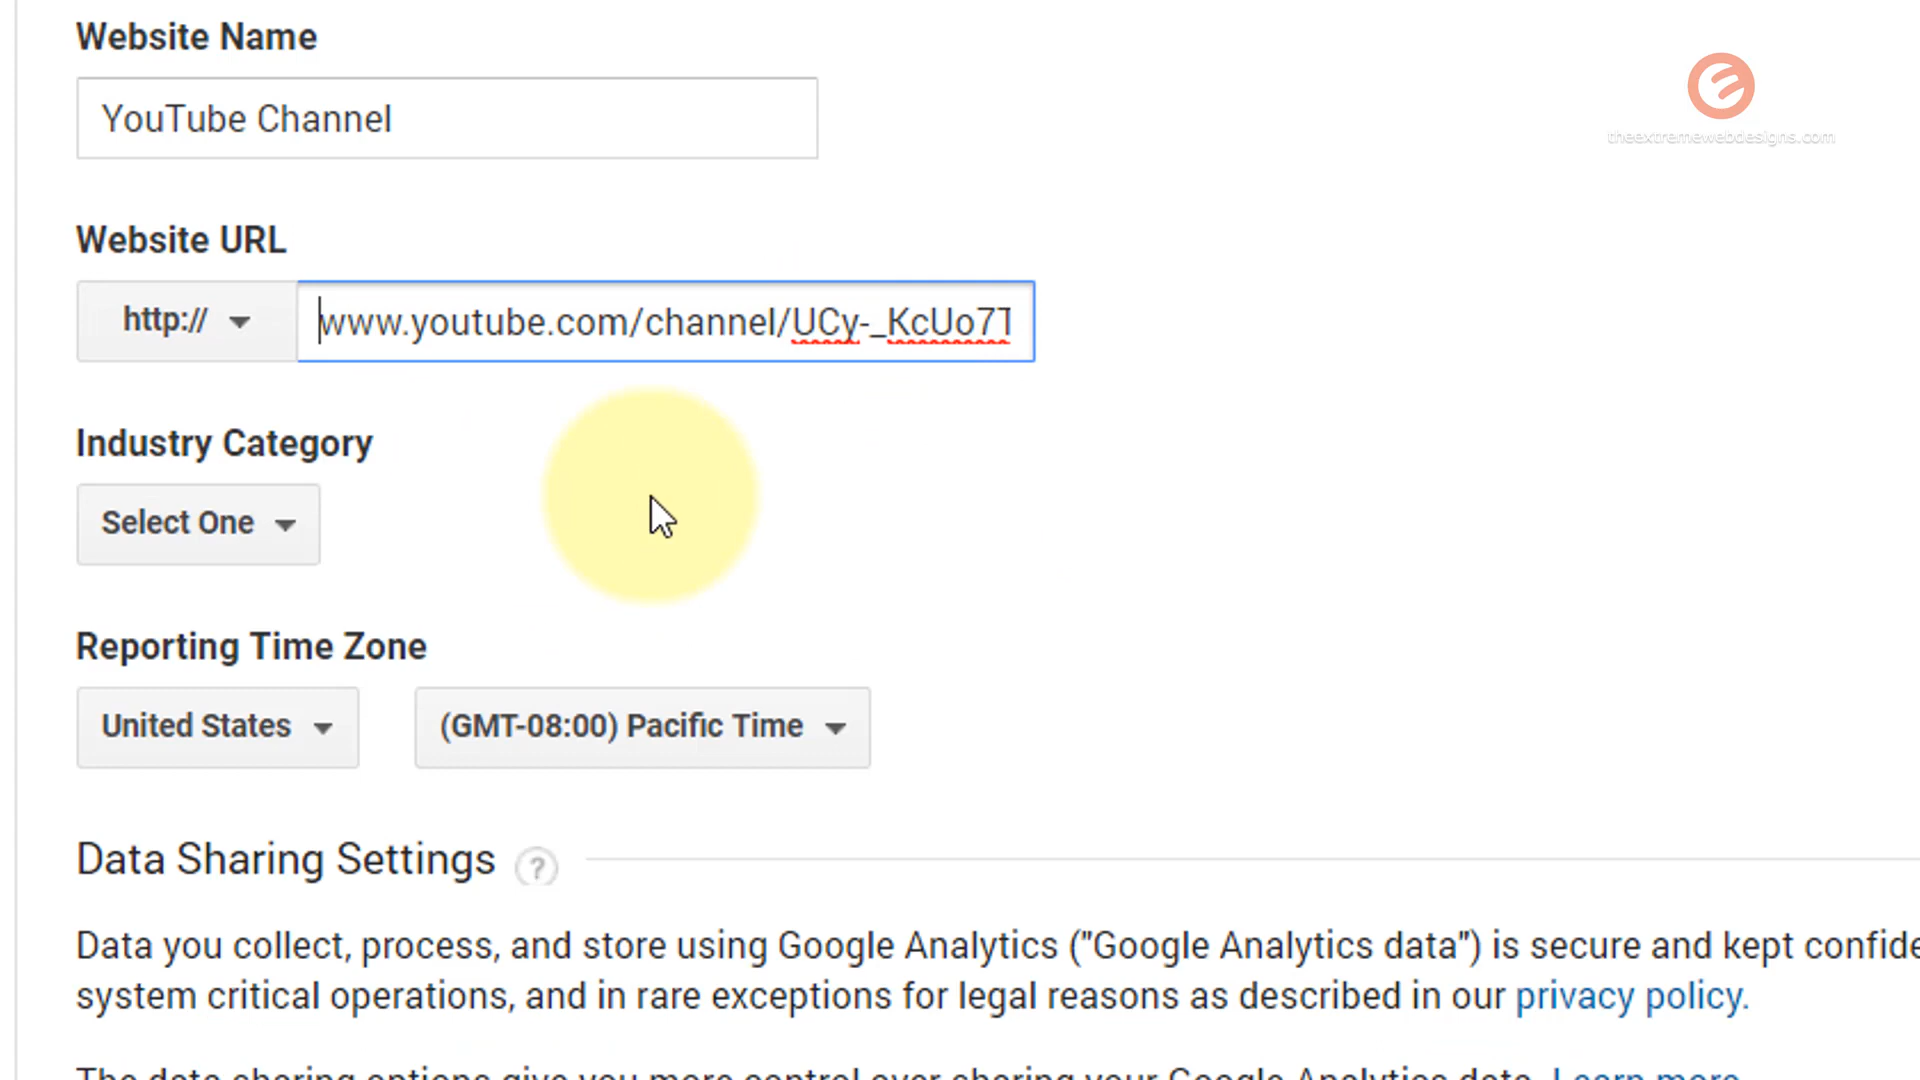 Website Name
theextremewebdesigns.com
YouTube Channel
Website URL
http://
www.youtube.com/channel/UCy-_KcUo7T
Industry Category
Select One
Reporting Time Zone
United States
(GMT-08:00) Pacific Time
Data Sharing Settings ?
Data you collect, process, and store using Google Analytics ("Google Analytics data") is secure and kept confide
system critical operations, and in rare exceptions for legal reasons as described in our privacy policy.
The data sharing options give you more control over sharing your Google Analytics data. Learn more